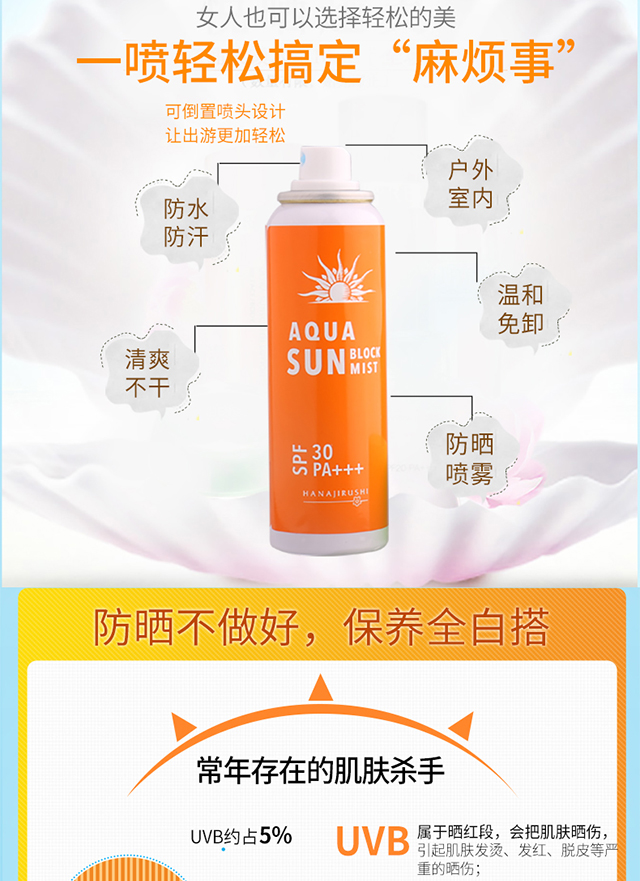 女人也可以选择轻松的美
一喷轻松搞定“麻烦事”
可倒置喷头设计
让出游更加轻松
户外
室内
防水
防汗
温和
免卸
清爽
不干
防晒
喷雾
AQUA
SUN BLOCK MIST
SPF 30
PA+++
HANAJIRUSHI
防晒不做好，保养全白搭
常年存在的肌肤杀手
UVB约占5%
UVB 属于晒红段，会把肌肤晒伤，
引起肌肤发烫、发红、脱皮等严
重的晒伤；